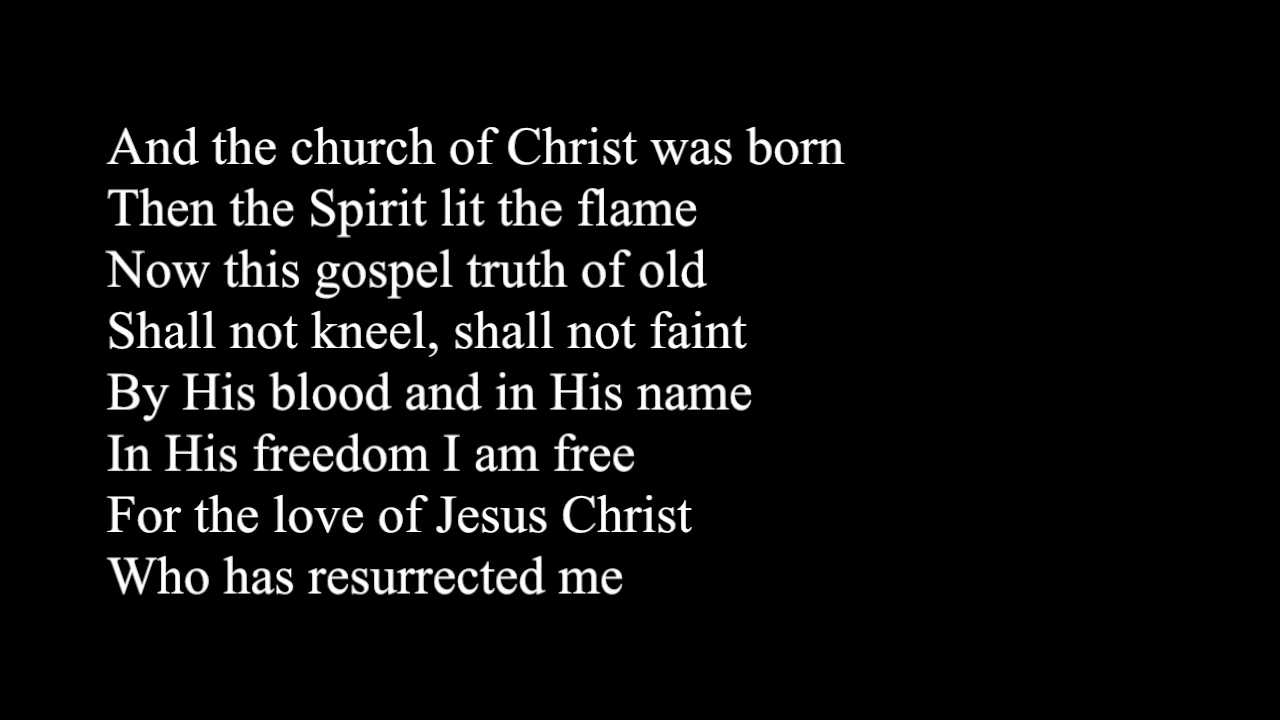 And the church of Christ was born
Then the Spirit lit the flame
Now this gospel truth of old
Shall not kneel, shall not faint
By His blood and in His name
In His freedom I am free
For the love of Jesus Christ
Who has resurrected me